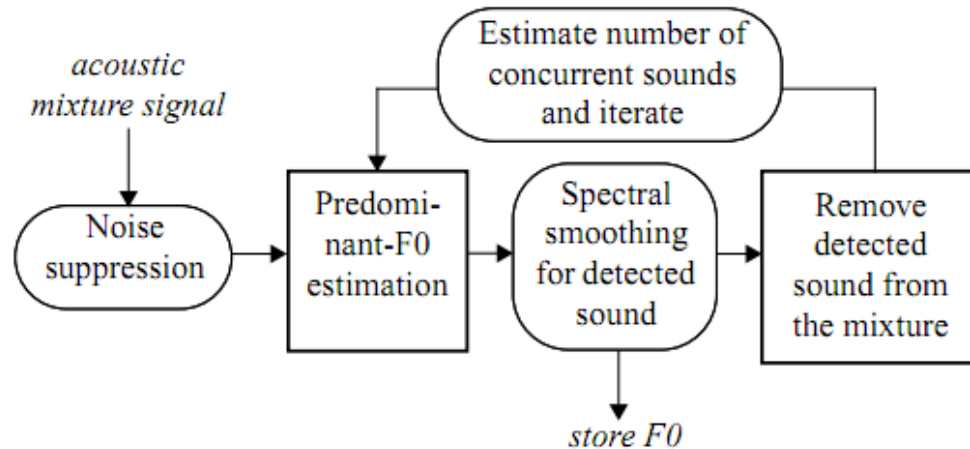 acoustic
mixture signal
Estimate number of
concurrent sounds
and iterate
Noise
suppression
Predomi-
nant-F0
estimation
Spectral
smoothing
for detected
sound
Remove
detected
sound from
the mixture
store F0